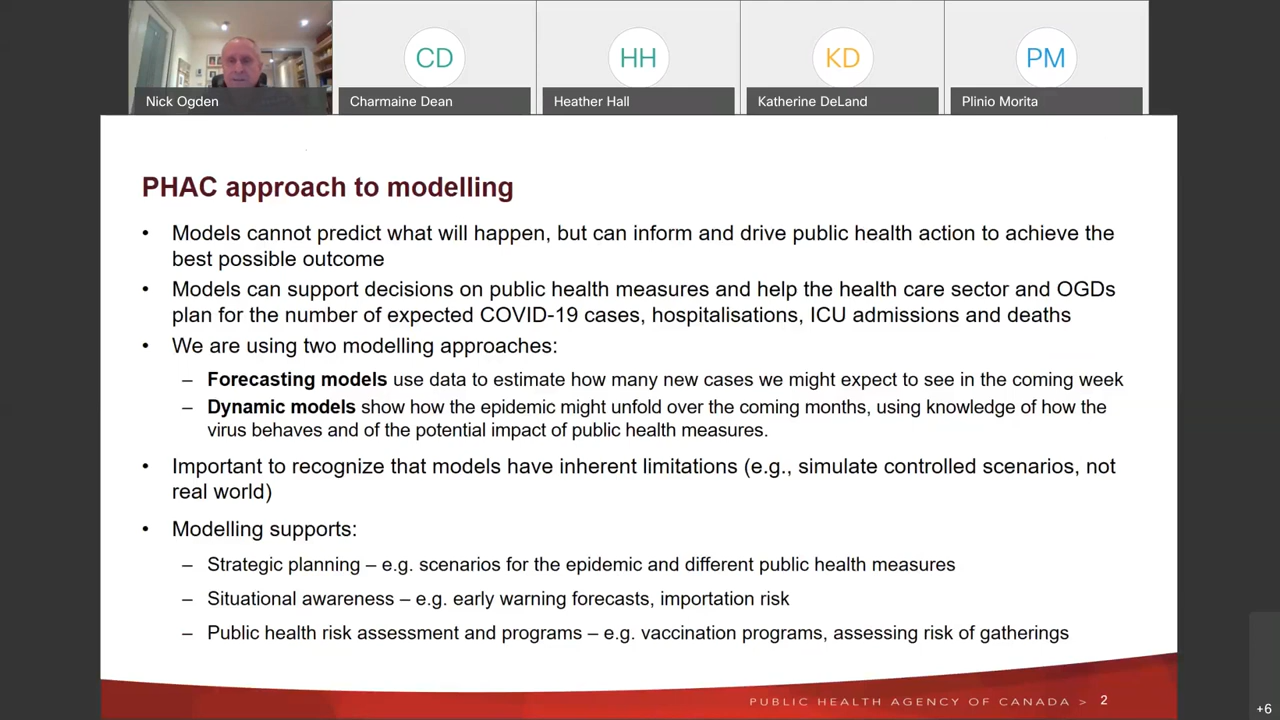 CD
HH
KD
PM
Nick Ogden
Charmaine Dean
Heather Hall
Katherine DeLand
Plinio Morita
PHAC approach to modelling
• Models cannot predict what will happen, but can inform and drive public health action to achieve the
best possible outcome
• Models can support decisions on public health measures and help the health care sector and OGDs
plan for the number of expected COVID-19 cases, hospitalisations, ICU admissions and deaths
• We are using two modelling approaches:
– Forecasting models use data to estimate how many new cases we might expect to see in the coming week
– Dynamic models show how the epidemic might unfold over the coming months, using knowledge of how the
virus behaves and of the potential impact of public health measures.
• Important to recognize that models have inherent limitations (e.g., simulate controlled scenarios, not
real world)
• Modelling supports:
– Strategic planning – e.g. scenarios for the epidemic and different public health measures
– Situational awareness – e.g. early warning forecasts, importation risk
– Public health risk assessment and programs – e.g. vaccination programs, assessing risk of gatherings
PUBLIC HEALTH AGENCY OF CANADA > 2
+6